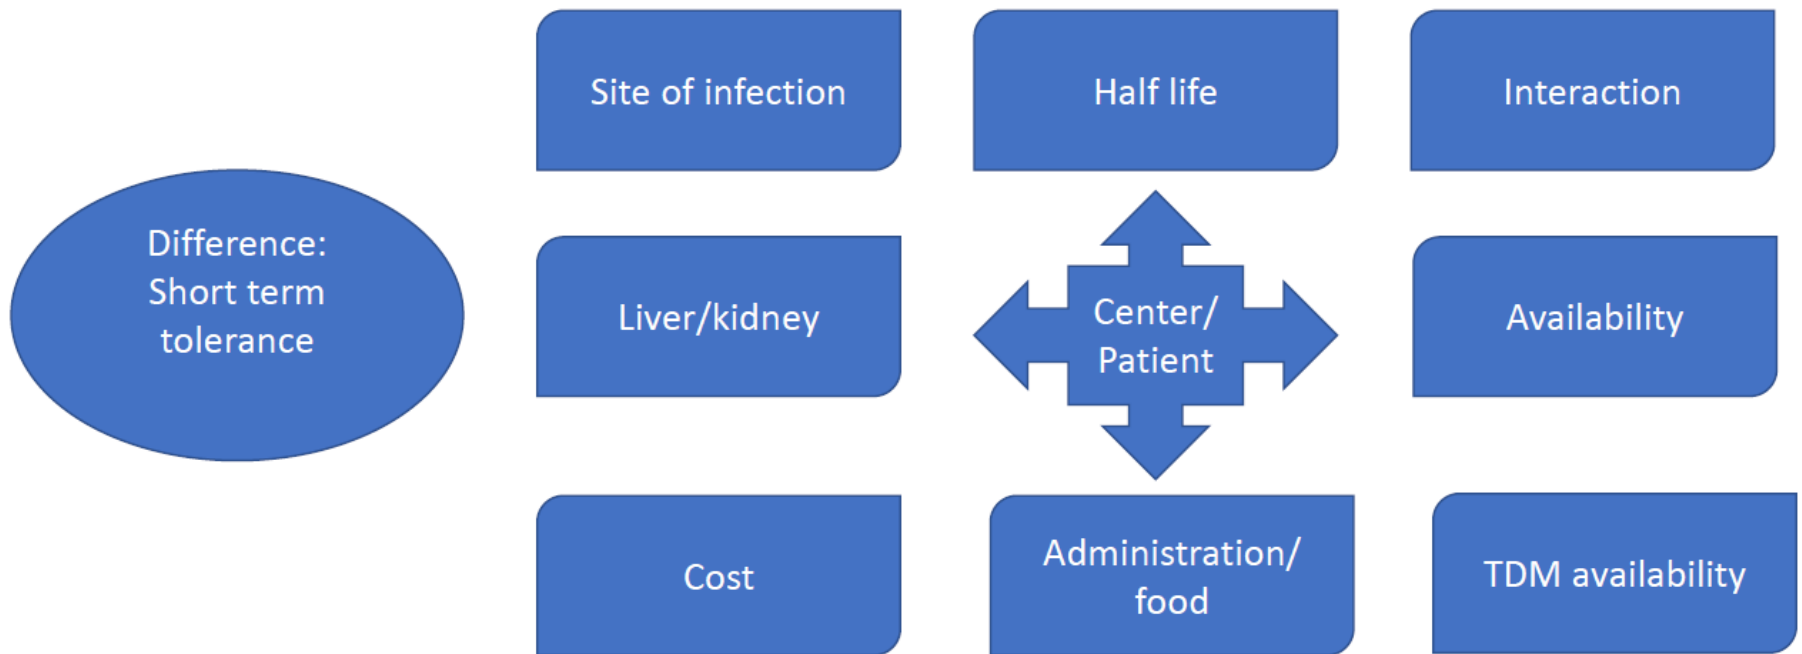 Site of infection
Half life
Interaction
Difference:
Short term
tolerance
Liver/kidney
Center/
Patient
Availability
Cost
Administration/
food
TDM availability